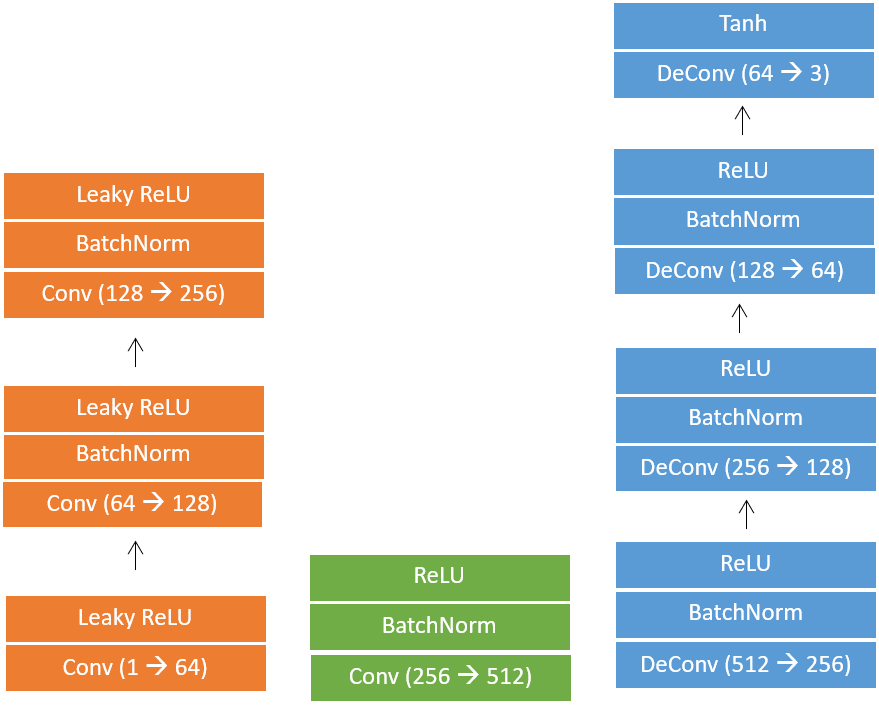 Leaky ReLU
BatchNorm
Conv (128 → 256)
Leaky ReLU
BatchNorm
Conv (64 → 128)
Leaky ReLU
Conv (1 → 64)
ReLU
BatchNorm
Conv (256 → 512)
Tanh
DeConv (64 → 3)
ReLU
BatchNorm
DeConv (128 → 64)
ReLU
BatchNorm
DeConv (256 → 128)
ReLU
BatchNorm
DeConv (512 → 256)